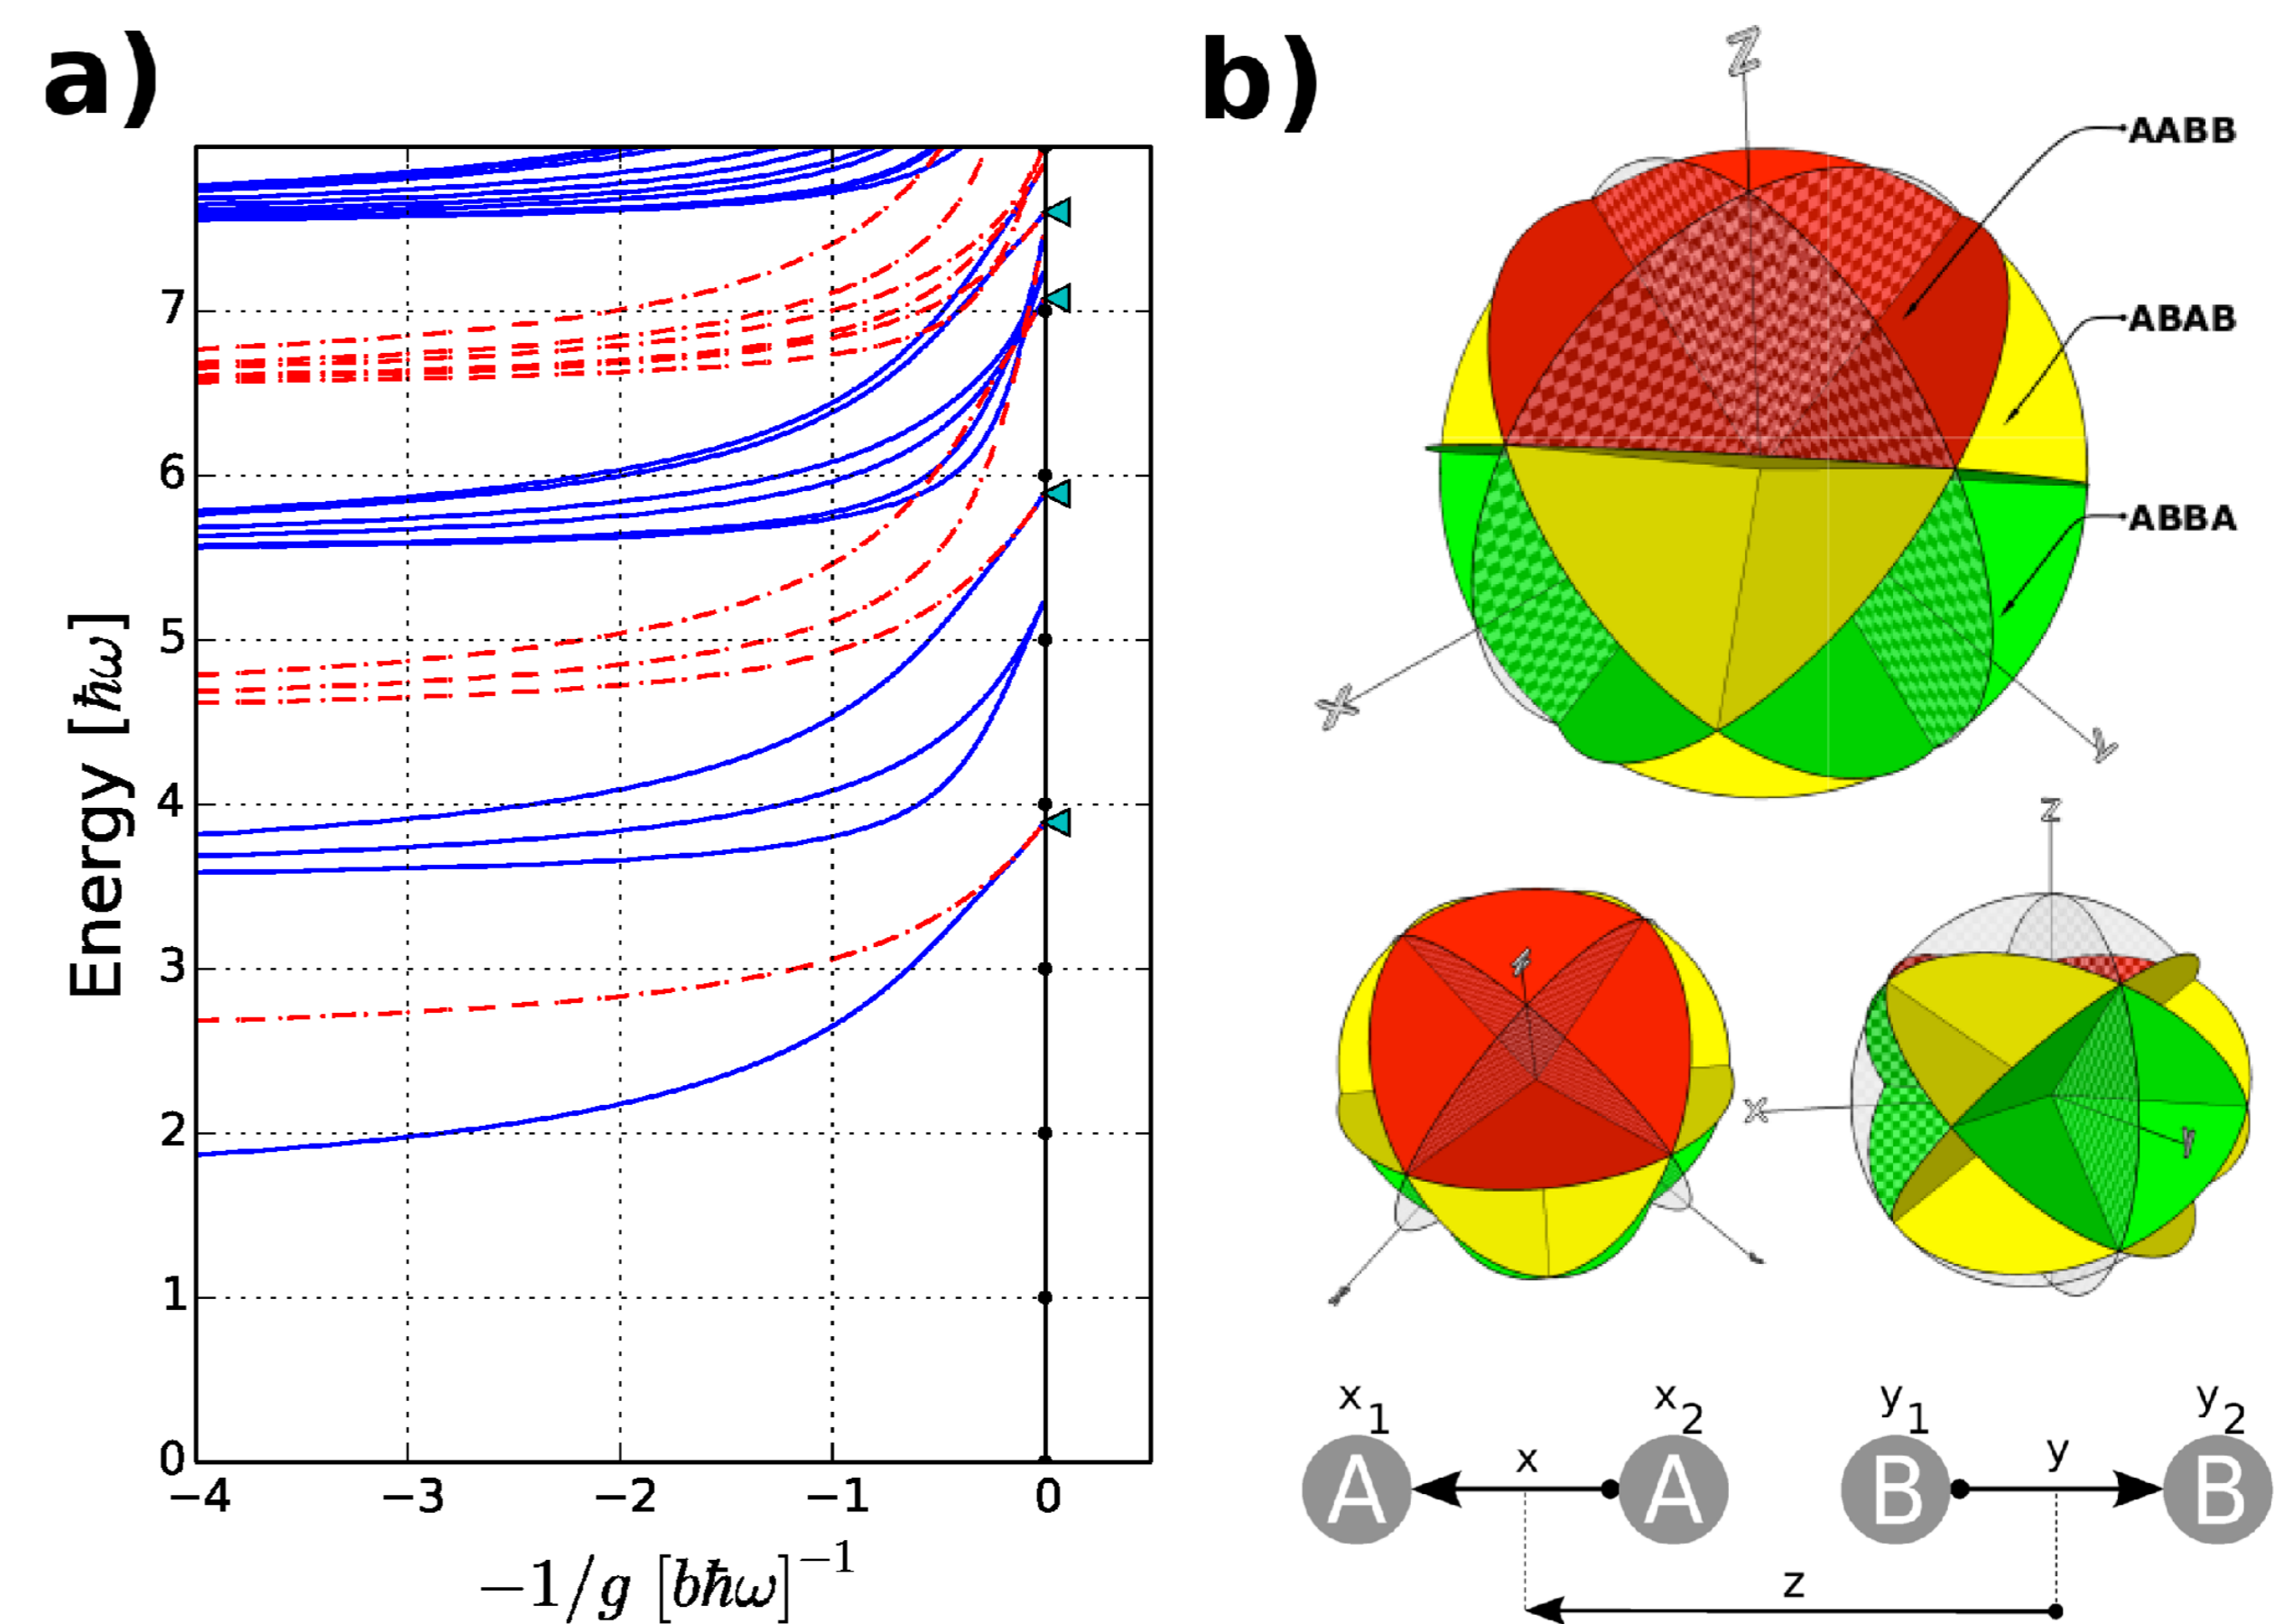 a)
Energy [ħω]
7
6
5
4
3
2
1
0
−4 −3 −2 −1 0
−1/g [bħω]⁻¹
b)
Z
AABB
ABAB
ABBA
X
Y
Z
X
x₁ x₂ y₁ y₂
x y
A A B B
z